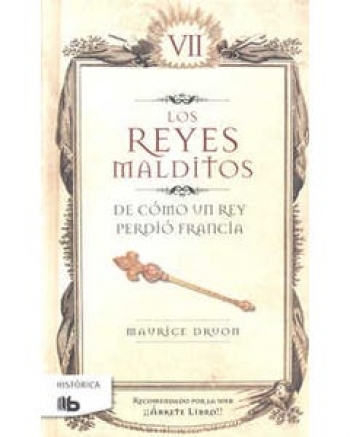 VII
LOS
REYES
MALDITOS
DE CÓMO UN REY
PERDIÓ FRANCIA
MAURICE DRUON
HISTÓRICA
b
RECOMENDADO POR LA WEB
¡¡ÁBRETE LIBRO!!